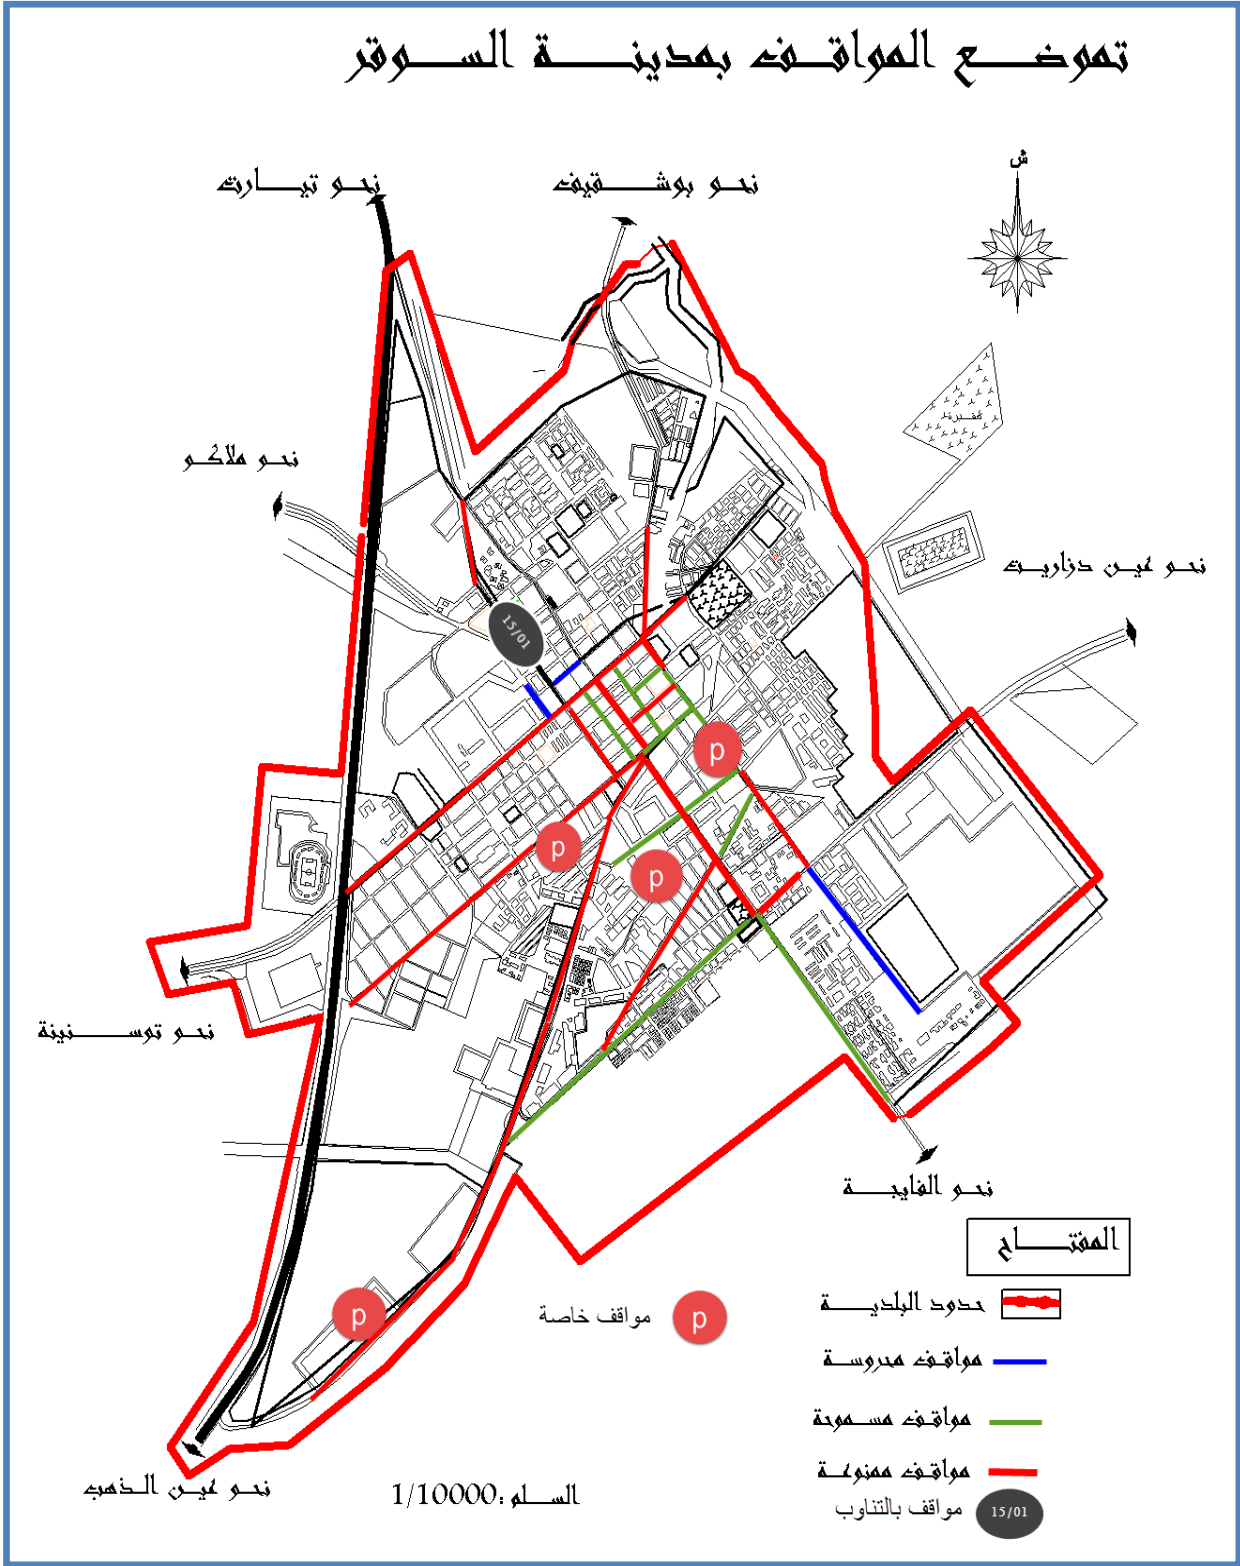 تموضع المواقف بمدينة السوقر
ش
نحو تيارت
نحو بوشقيف
مقبرة
نحو ملاكو
نحو عين دزاريت
15/01
p
p
p
نحو توسنينة
نحو الفايجة
المفتاح
حدود البلدية
p
مواقف خاصة
p
مواقف محروسة
مواقف مسموحة
مواقف ممنوعة
نحو عين الذهب
السلم:1/10000
مواقف بالتناوب
15/01